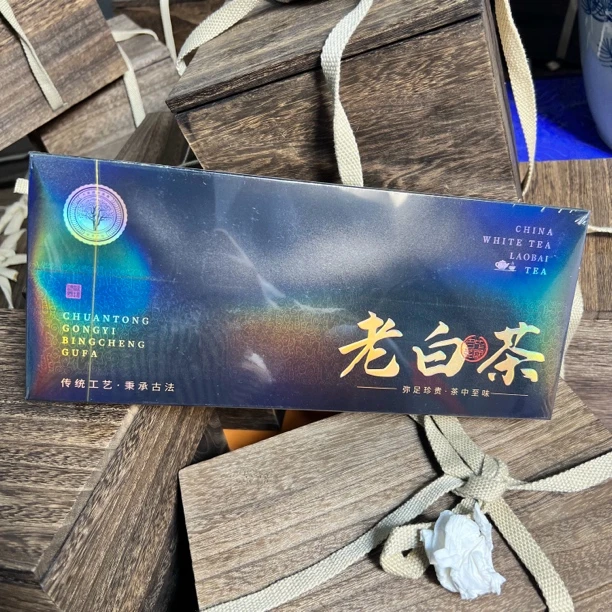 CHINA
WHITE TEA
LAOBAI
TEA
CHUANTONG
GONGYI
BINGCHENG
GUFA
传统工艺·秉承古法
老白茶
弥足珍贵·茶中至味